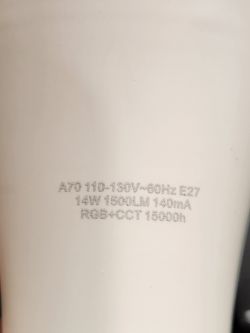 A70 110-130V~60Hz E27
14W 1500LM 140mA
RGB+CCT 15000h